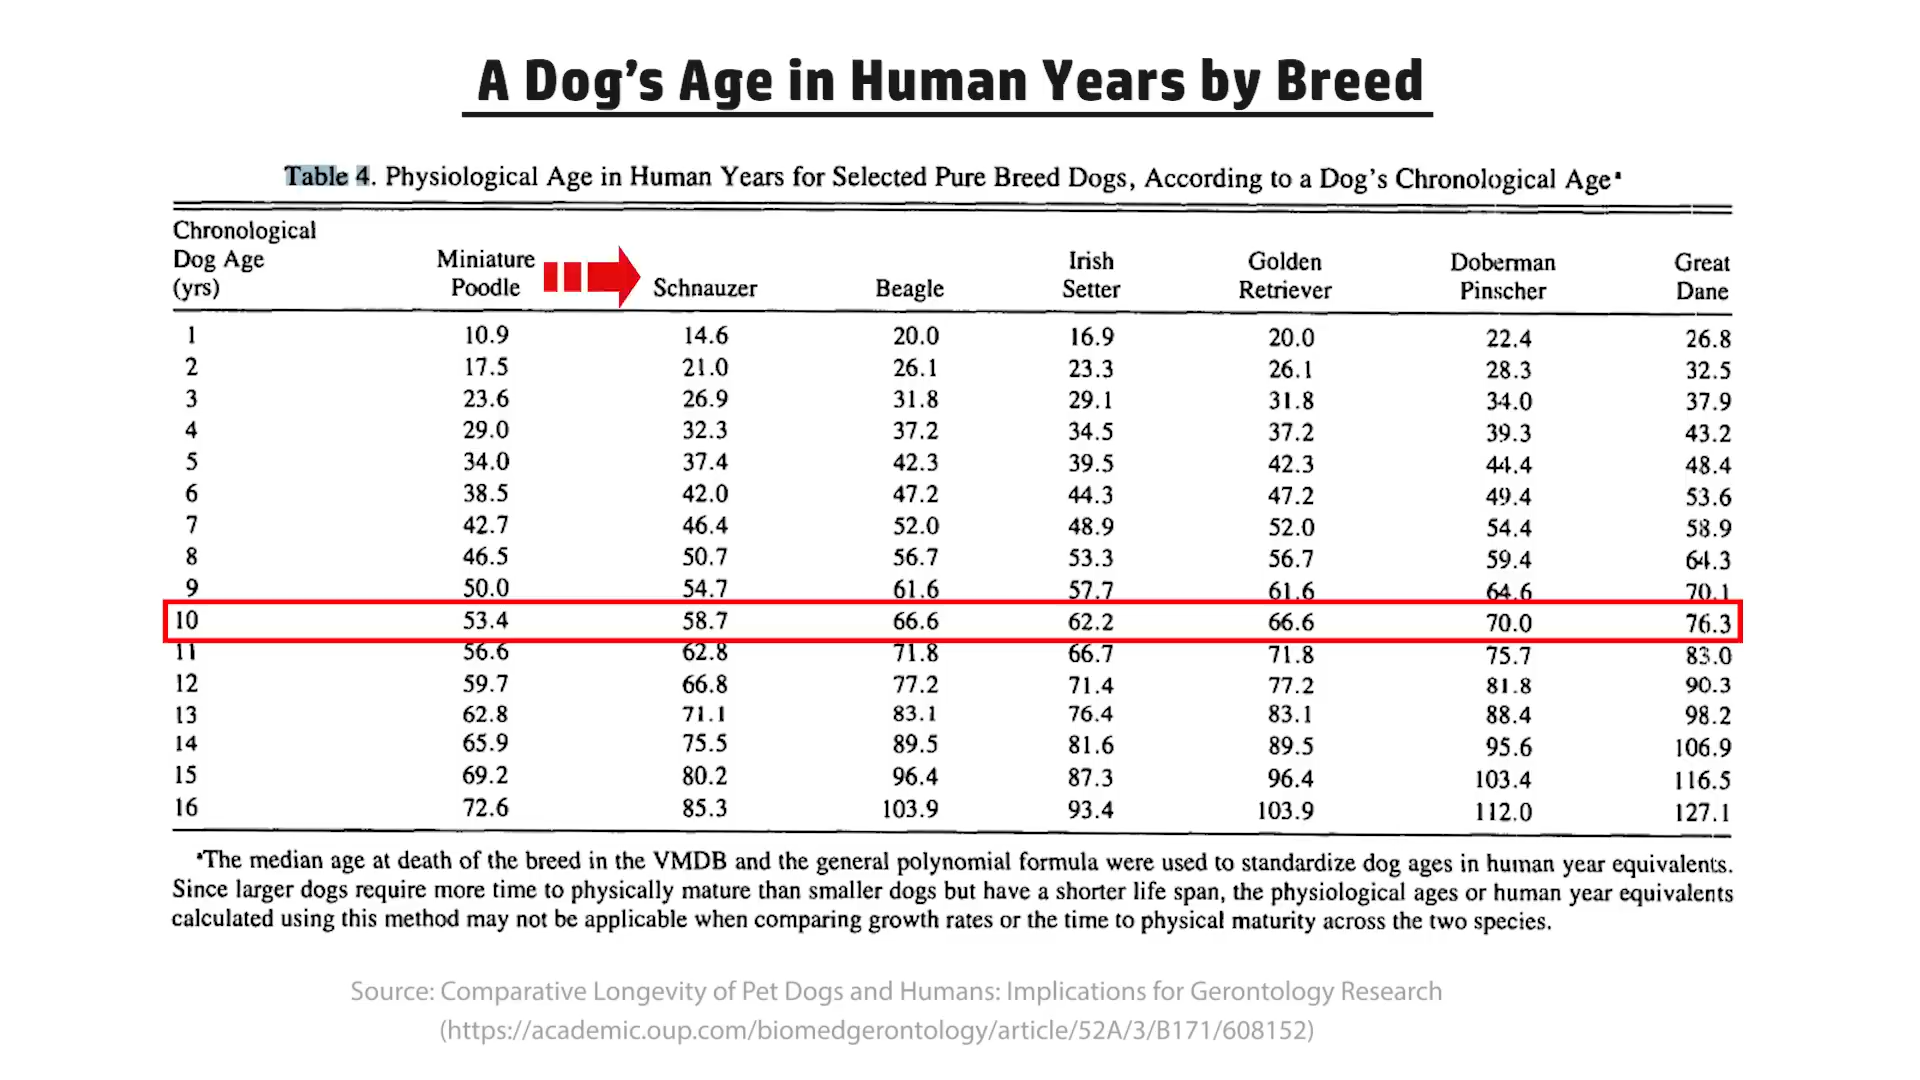 A Dog's Age in Human Years by Breed
Table 4. Physiological Age in Human Years for Selected Pure Breed Dogs, According to a Dog's Chronological Ageª
Chronological
Dog Age
(yrs)
Miniature
Poodle
Schnauzer
Beagle
Irish
Setter
Golden
Retriever
Doberman
Pinscher
Great
Dane
1 10.9 14.6 20.0 16.9 20.0 22.4 26.8
2 17.5 21.0 26.1 23.3 26.1 28.3 32.5
3 23.6 26.9 31.8 29.1 31.8 34.0 37.9
4 29.0 32.3 37.2 34.5 37.2 39.3 43.2
5 34.0 37.4 42.3 39.5 42.3 44.4 48.4
6 38.5 42.0 47.2 44.3 47.2 49.4 53.6
7 42.7 46.4 52.0 48.9 52.0 54.4 58.9
8 46.5 50.7 56.7 53.3 56.7 59.4 64.3
9 50.0 54.7 61.6 57.7 61.6 64.6 70.1
10 53.4 58.7 66.6 62.2 66.6 70.0 76.3
11 56.6 62.8 71.8 66.7 71.8 75.7 83.0
12 59.7 66.8 77.2 71.4 77.2 81.8 90.3
13 62.8 71.1 83.1 76.4 83.1 88.4 98.2
14 65.9 75.5 89.5 81.6 89.5 95.6 106.9
15 69.2 80.2 96.4 87.3 96.4 103.4 116.5
16 72.6 85.3 103.9 93.4 103.9 112.0 127.1
ªThe median age at death of the breed in the VMDB and the general polynomial formula were used to standardize dog ages in human year equivalents.
Since larger dogs require more time to physically mature than smaller dogs but have a shorter life span, the physiological ages or human year equivalents
calculated using this method may not be applicable when comparing growth rates or the time to physical maturity across the two species.
Source: Comparative Longevity of Pet Dogs and Humans: Implications for Gerontology Research
(https://academic.oup.com/biomedgerontology/article/52A/3/B171/608152)